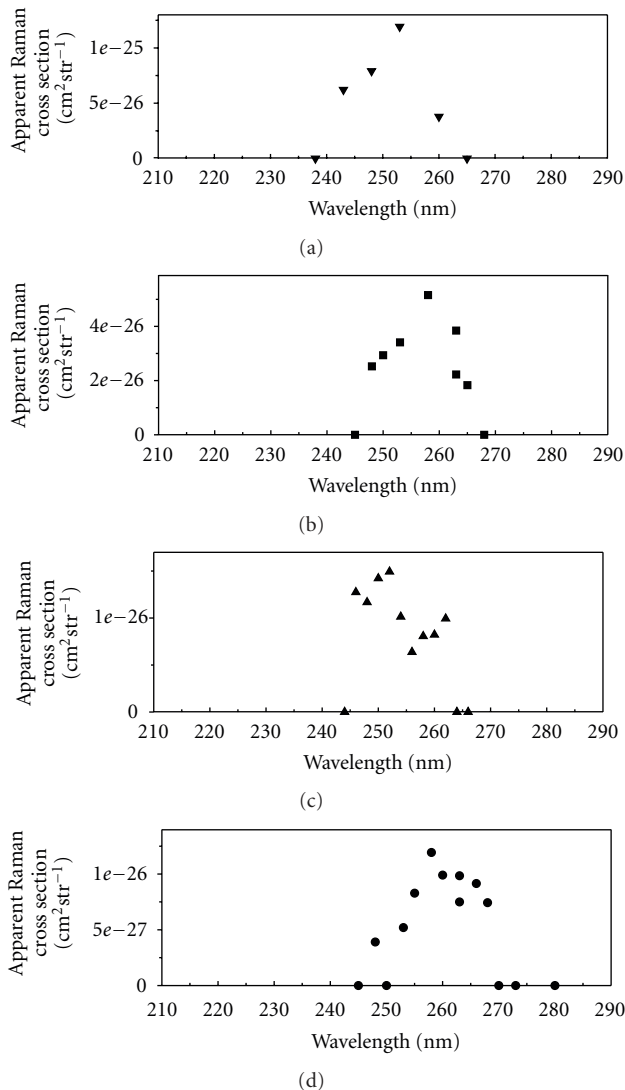 Apparent Raman
cross section
(cm²str⁻¹)
1e−25
5e−26
0
210 220 230 240 250 260 270 280 290
Wavelength (nm)
(a)
Apparent Raman
cross section
(cm²str⁻¹)
4e−26
2e−26
0
210 220 230 240 250 260 270 280 290
Wavelength (nm)
(b)
Apparent Raman
cross section
(cm²str⁻¹)
1e−26
0
210 220 230 240 250 260 270 280 290
Wavelength (nm)
(c)
Apparent Raman
cross section
(cm²str⁻¹)
1e−26
5e−27
0
210 220 230 240 250 260 270 280 290
Wavelength (nm)
(d)